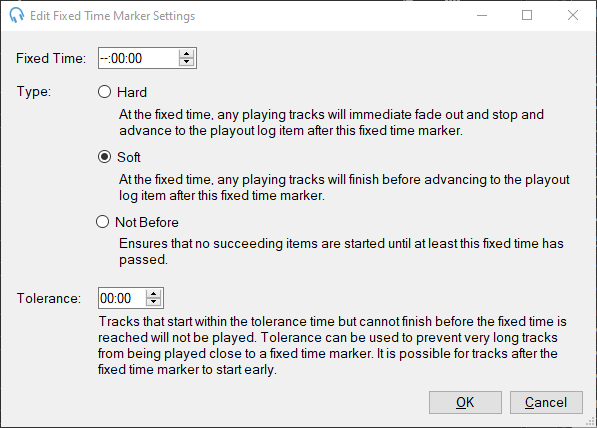 Edit Fixed Time Marker Settings
Fixed Time: --:00:00
Type: Hard
At the fixed time, any playing tracks will immediate fade out and stop and
advance to the playout log item after this fixed time marker.
Soft
At the fixed time, any playing tracks will finish before advancing to the playout
log item after this fixed time marker.
Not Before
Ensures that no succeeding items are started until at least this fixed time has
passed.
Tolerance: 00:00
Tracks that start within the tolerance time but cannot finish before the fixed time is
reached will not be played. Tolerance can be used to prevent very long tracks
from being played close to a fixed time marker. It is possible for tracks after the
fixed time marker to start early.
OK Cancel